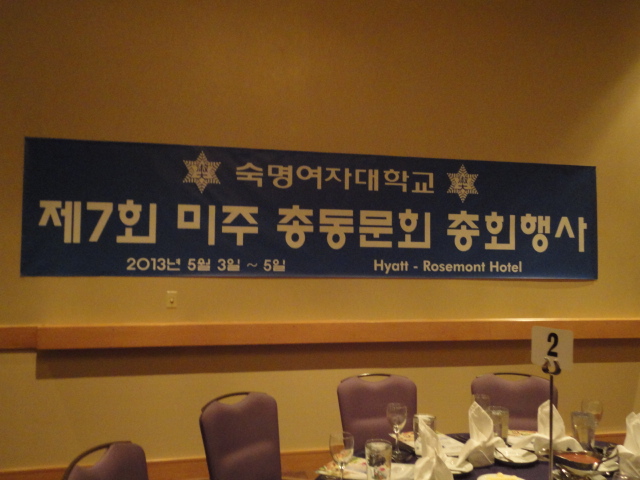 숙명여자대학교
제7회 미주 총동문회 총회행사
2013년 5월 3일 ~ 5일 Hyatt - Rosemont Hotel
2